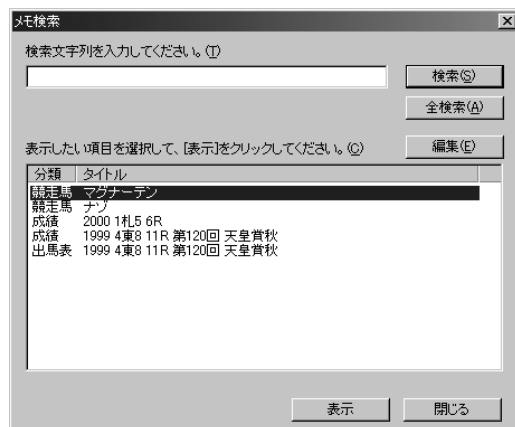 メモ検索
検索文字列を入力してください。(T)
検索(S)
全検索(A)
表示したい項目を選択して、[表示]をクリックしてください。(C)
編集(E)
分類 タイトル
競走馬 マグナーテン
競走馬 ナゾ
成績 2000 1札5 6R
成績 1999 4東8 11R 第120回 天皇賞秋
出馬表 1999 4東8 11R 第120回 天皇賞秋
表示
閉じる